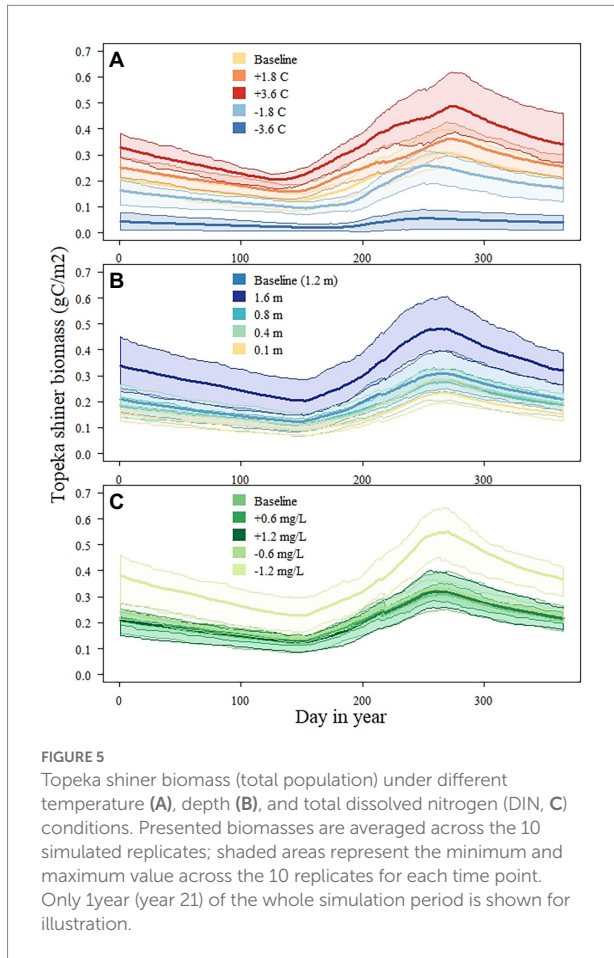 A
0.7
0.6
0.5
0.4
0.3
0.2
0.1
0.0
Baseline
+1.8 C
+3.6 C
-1.8 C
-3.6 C
0
100
200
300
Topeka shiner biomass (gC/m2)
B
0.7
0.6
0.5
0.4
0.3
0.2
0.1
0.0
Baseline (1.2 m)
1.6 m
0.8 m
0.4 m
0.1 m
0
100
200
300
C
0.7
0.6
0.5
0.4
0.3
0.2
0.1
0.0
Baseline
+0.6 mg/L
+1.2 mg/L
-0.6 mg/L
-1.2 mg/L
0
100
200
300
Day in year
FIGURE 5
Topeka shiner biomass (total population) under different
temperature (A), depth (B), and total dissolved nitrogen (DIN, C)
conditions. Presented biomasses are averaged across the 10
simulated replicates; shaded areas represent the minimum and
maximum value across the 10 replicates for each time point.
Only 1year (year 21) of the whole simulation period is shown for
illustration.